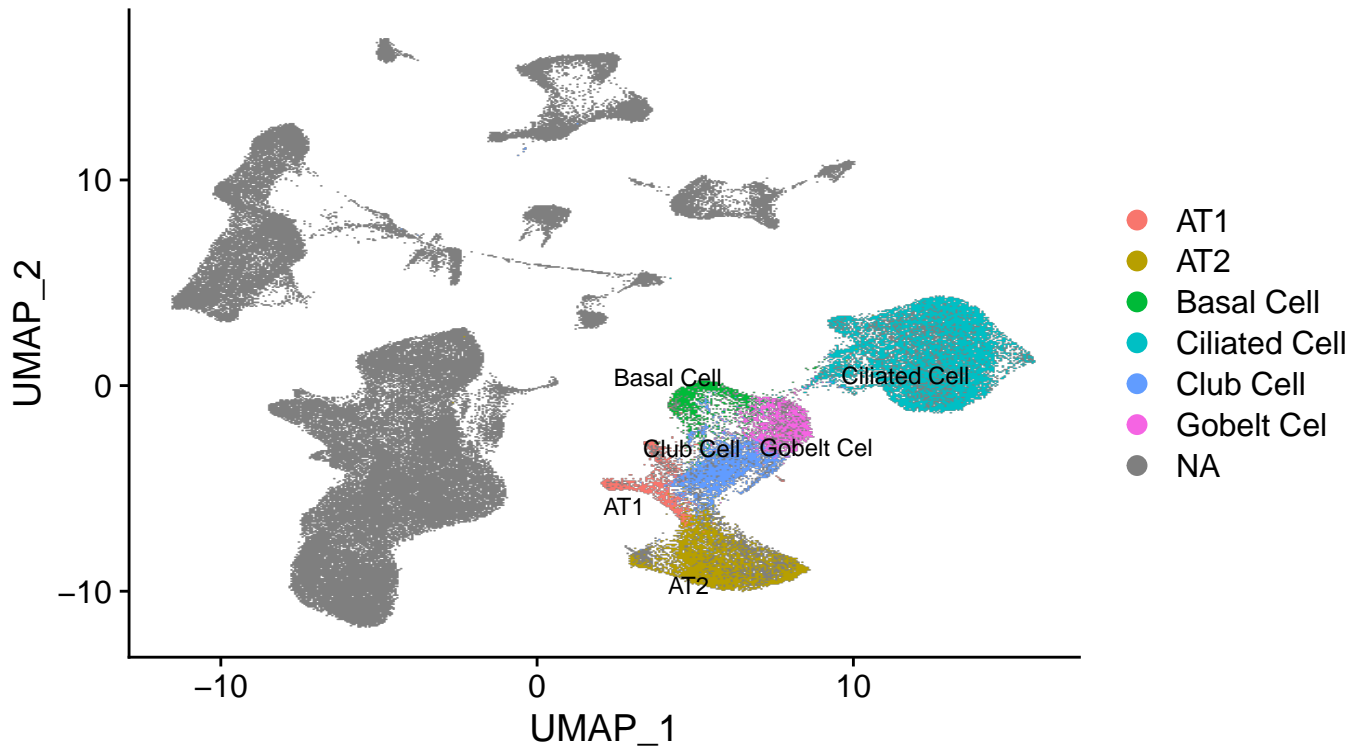 UMAP_2
10
0
−10
Basal Cell
Ciliated Cell
Club Cell
Gobelt Cel
AT1
AT2
−10
0
10
UMAP_1
AT1
AT2
Basal Cell
Ciliated Cell
Club Cell
Gobelt Cel
NA